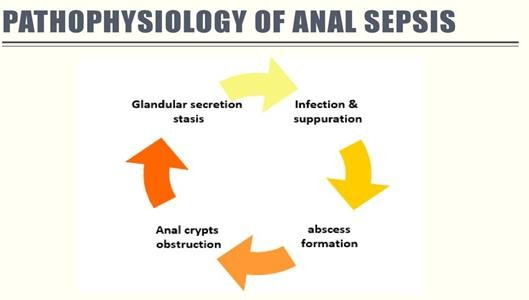 PATHOPHYSIOLOGY OF ANAL SEPSIS
Glandular secretion
stasis
Infection &
suppuration
Anal crypts
obstruction
abscess
formation